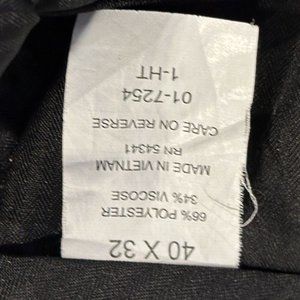 40 X 32
66% POLYESTER
34% VISCOSE
MADE IN VIETNAM
RN 54341
CARE ON REVERSE
01-7254
1-HT